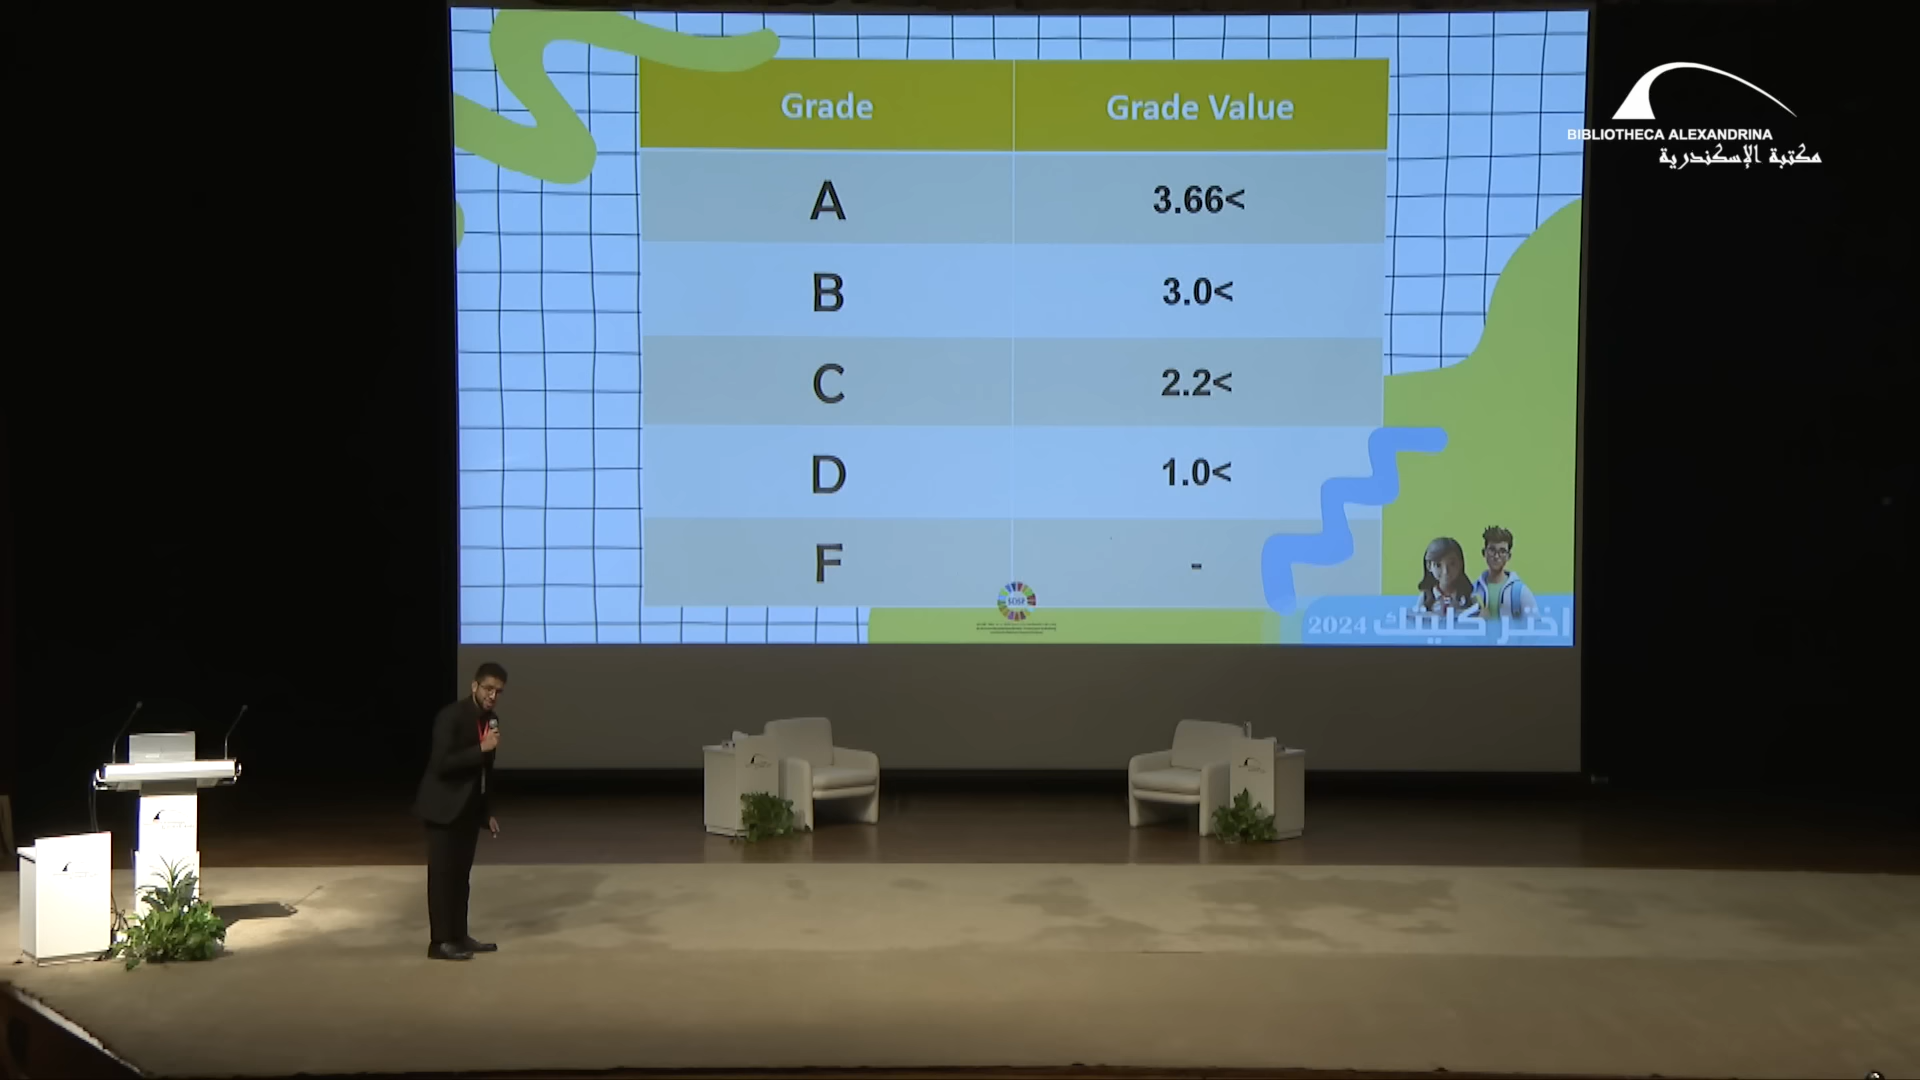 Grade Grade Value
A 3.66<
B 3.0<
C 2.2<
D 1.0<
F -
اختر كليتك 2024
BIBLIOTHECA ALEXANDRINA
مكتبة الإسكندرية